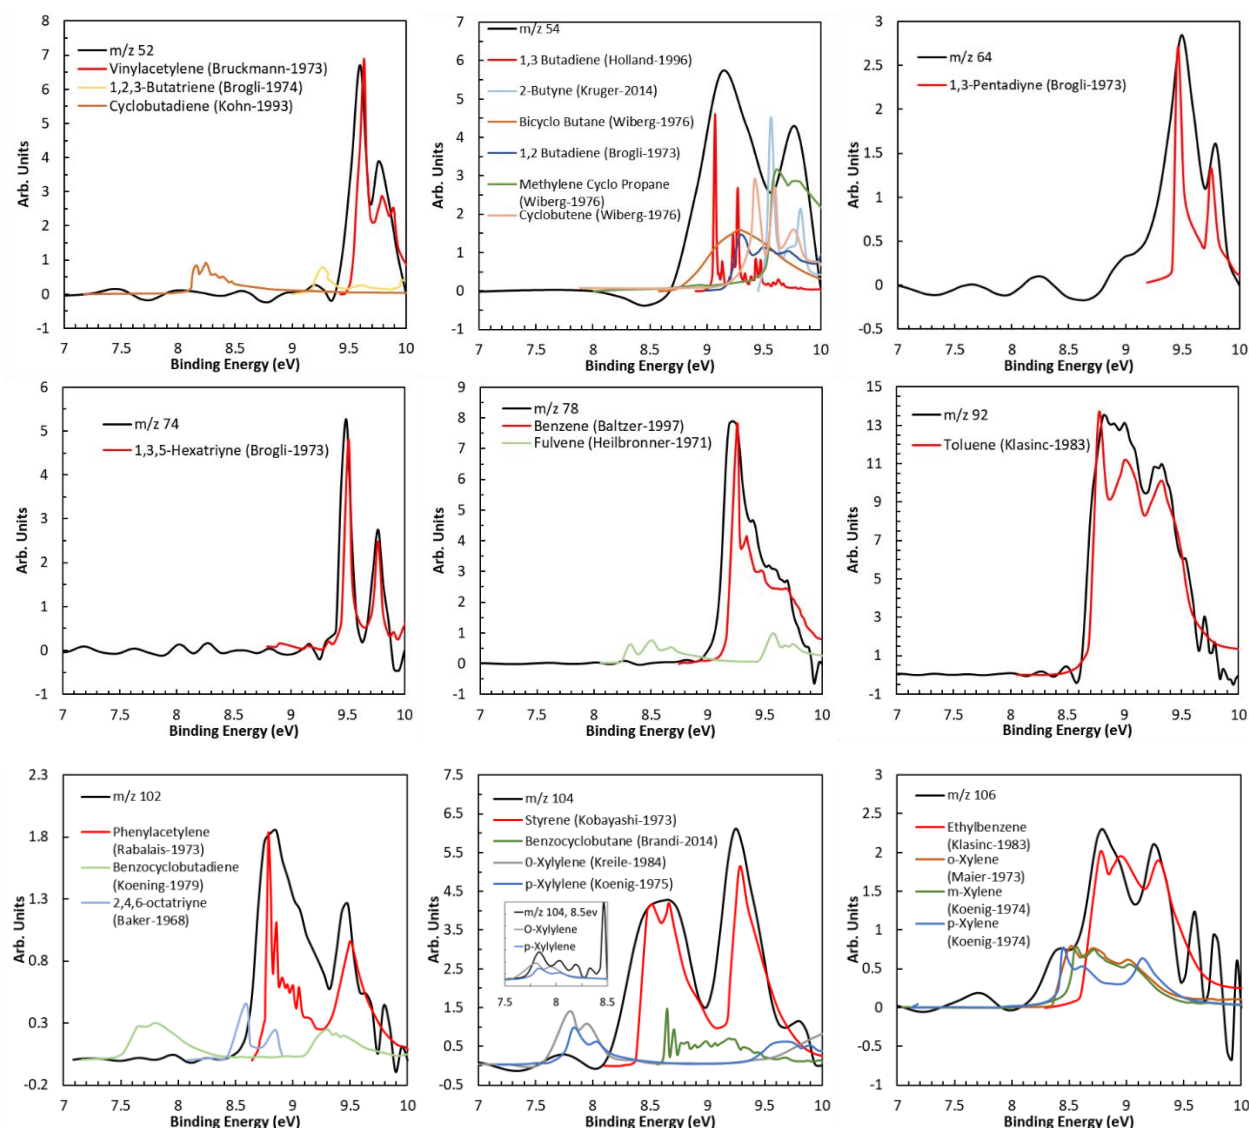 8
7
6
5
4
3
2
1
0
-1
Arb. Units
m/z 52
Vinylacetylene (Bruckmann-1973)
1,2,3-Butatriene (Brogli-1974)
Cyclobutadiene (Kohn-1993)
7 7.5 8 8.5 9 9.5 10
Binding Energy (eV)
7
6
5
4
3
2
1
0
-1
Arb. Units
m/z 54
1,3 Butadiene (Holland-1996)
2-Butyne (Kruger-2014)
Bicyclo Butane (Wiberg-1976)
1,2 Butadiene (Brogli-1973)
Methylene Cyclo Propane
(Wiberg-1976)
Cyclobutene (Wiberg-1976)
7 7.5 8 8.5 9 9.5 10
Binding Energy (eV)
3
2.5
2
1.5
1
0.5
0
-0.5
Arb. Units
m/z 64
1,3-Pentadiyne (Brogli-1973)
7 7.5 8 8.5 9 9.5 10
Binding Energy (eV)
6
5
4
3
2
1
0
-1
Arb. Units
m/z 74
1,3,5-Hexatriyne (Brogli-1973)
7 7.5 8 8.5 9 9.5 10
Binding Energy (eV)
9
8
7
6
5
4
3
2
1
0
-1
Arb. Units
m/z 78
Benzene (Baltzer-1997)
Fulvene (Heilbronner-1971)
7 7.5 8 8.5 9 9.5 10
Binding Energy (eV)
15
13
11
9
7
5
3
1
-1
Arb. Units
m/z 92
Toluene (Klasinc-1983)
7 7.5 8 8.5 9 9.5 10
Binding Energy (eV)
2.3
1.8
1.3
0.8
0.3
-0.2
Arb. Units
m/z 102
Phenylacetylene
(Rabalais-1973)
Benzocyclobutadiene
(Koening-1979)
2,4,6-octatriyne
(Baker-1968)
7 7.5 8 8.5 9 9.5 10
Binding Energy (eV)
7.5
6.5
5.5
4.5
3.5
2.5
1.5
0.5
-0.5
Arb. Units
m/z 104
Styrene (Kobayashi-1973)
Benzocyclobutane (Brandi-2014)
0-Xylylene (Kreile-1984)
p-Xylylene (Koenig-1975)
m/z 104, 8.5ev
O-Xylylene
p-Xylylene
7.5 8 8.5
7 7.5 8 8.5 9 9.5 10
Binding Energy (eV)
3
2.5
2
1.5
1
0.5
0
-0.5
-1
Arb. Units
m/z 106
Ethylbenzene
(Klasinc-1983)
o-Xylene
(Maier-1973)
m-Xylene
(Koenig-1974)
p-Xylene
(Koenig-1974)
7 7.5 8 8.5 9 9.5 10
Binding Energy (eV)